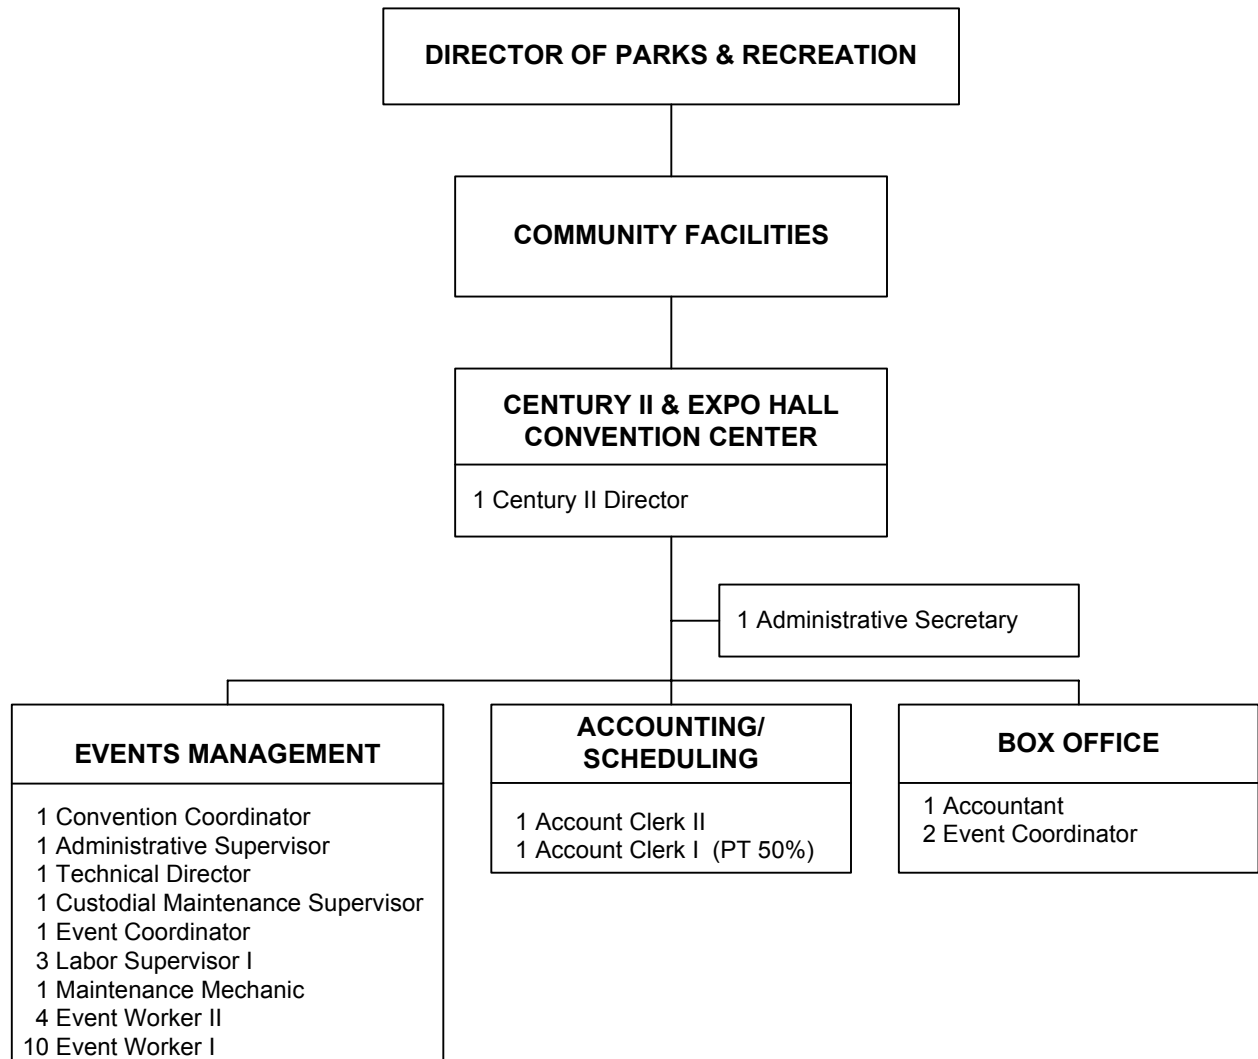 DIRECTOR OF PARKS & RECREATION
COMMUNITY FACILITIES
CENTURY II & EXPO HALL
CONVENTION CENTER
1 Century II Director
1 Administrative Secretary
EVENTS MANAGEMENT
1 Convention Coordinator
1 Administrative Supervisor
1 Technical Director
1 Custodial Maintenance Supervisor
1 Event Coordinator
3 Labor Supervisor I
1 Maintenance Mechanic
4 Event Worker II
10 Event Worker I
ACCOUNTING/
SCHEDULING
1 Account Clerk II
1 Account Clerk I (PT 50%)
BOX OFFICE
1 Accountant
2 Event Coordinator